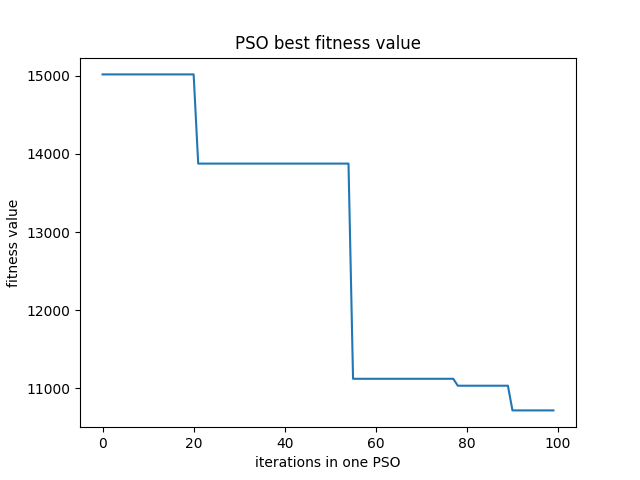 PSO best fitness value
fitness value
15000
14000
13000
12000
11000
0 20 40 60 80 100
iterations in one PSO